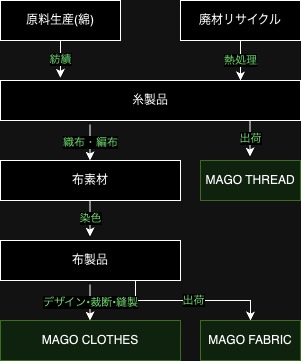 原料生産(綿)
廃材リサイクル
紡績
熱処理
糸製品
織布・編布
出荷
布素材
MAGO THREAD
染色
布製品
デザイン・裁断・縫製
出荷
MAGO CLOTHES
MAGO FABRIC